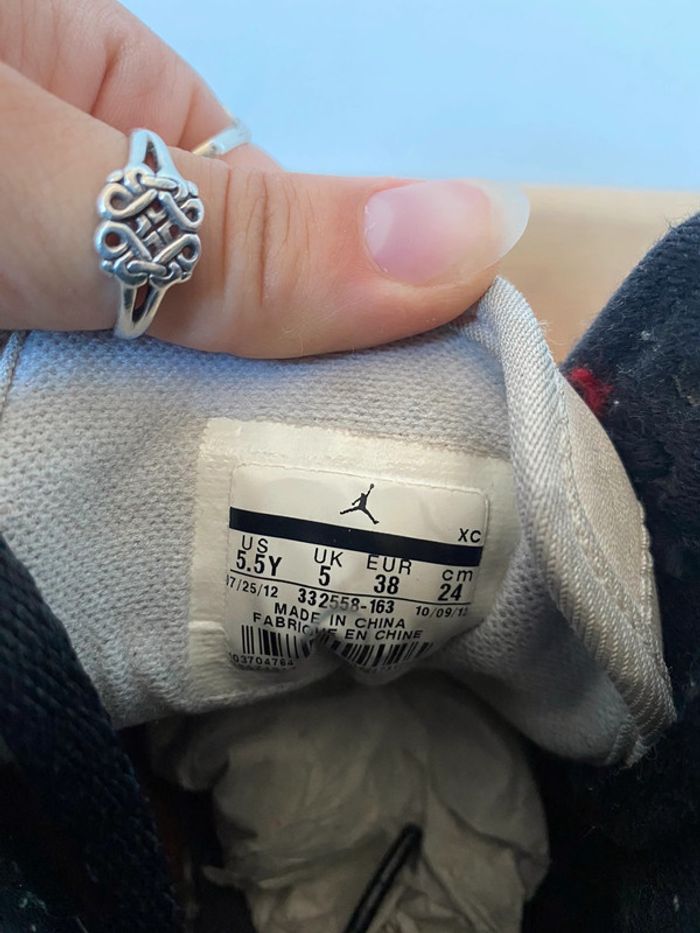 XC
US UK EUR cm
5.5Y 5 38 24
07/25/12 332558-163 10/09/12
MADE IN CHINA
FABRIQUE EN CHINE